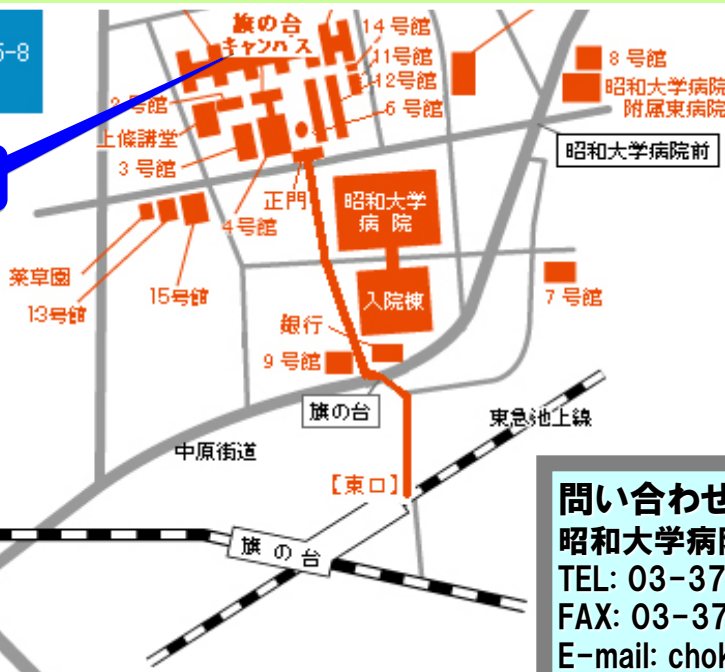 5-8
旗の台
キャンパス
14 号館
11号館
12号館
6 号館
2 号館
上條講堂
3 号館
4号館
正門
昭和大学
病 院
入院棟
8 号館
昭和大学病院
附属東病院
昭和大学病院前
薬草園
13号館
15号館
7 号館
銀行
9 号館
旗の台
中原街道
東急池上線
【東口】
旗 の 台
問い合わせ
昭和大学病
TEL: 03-37
FAX: 03-37
E-mail: chok